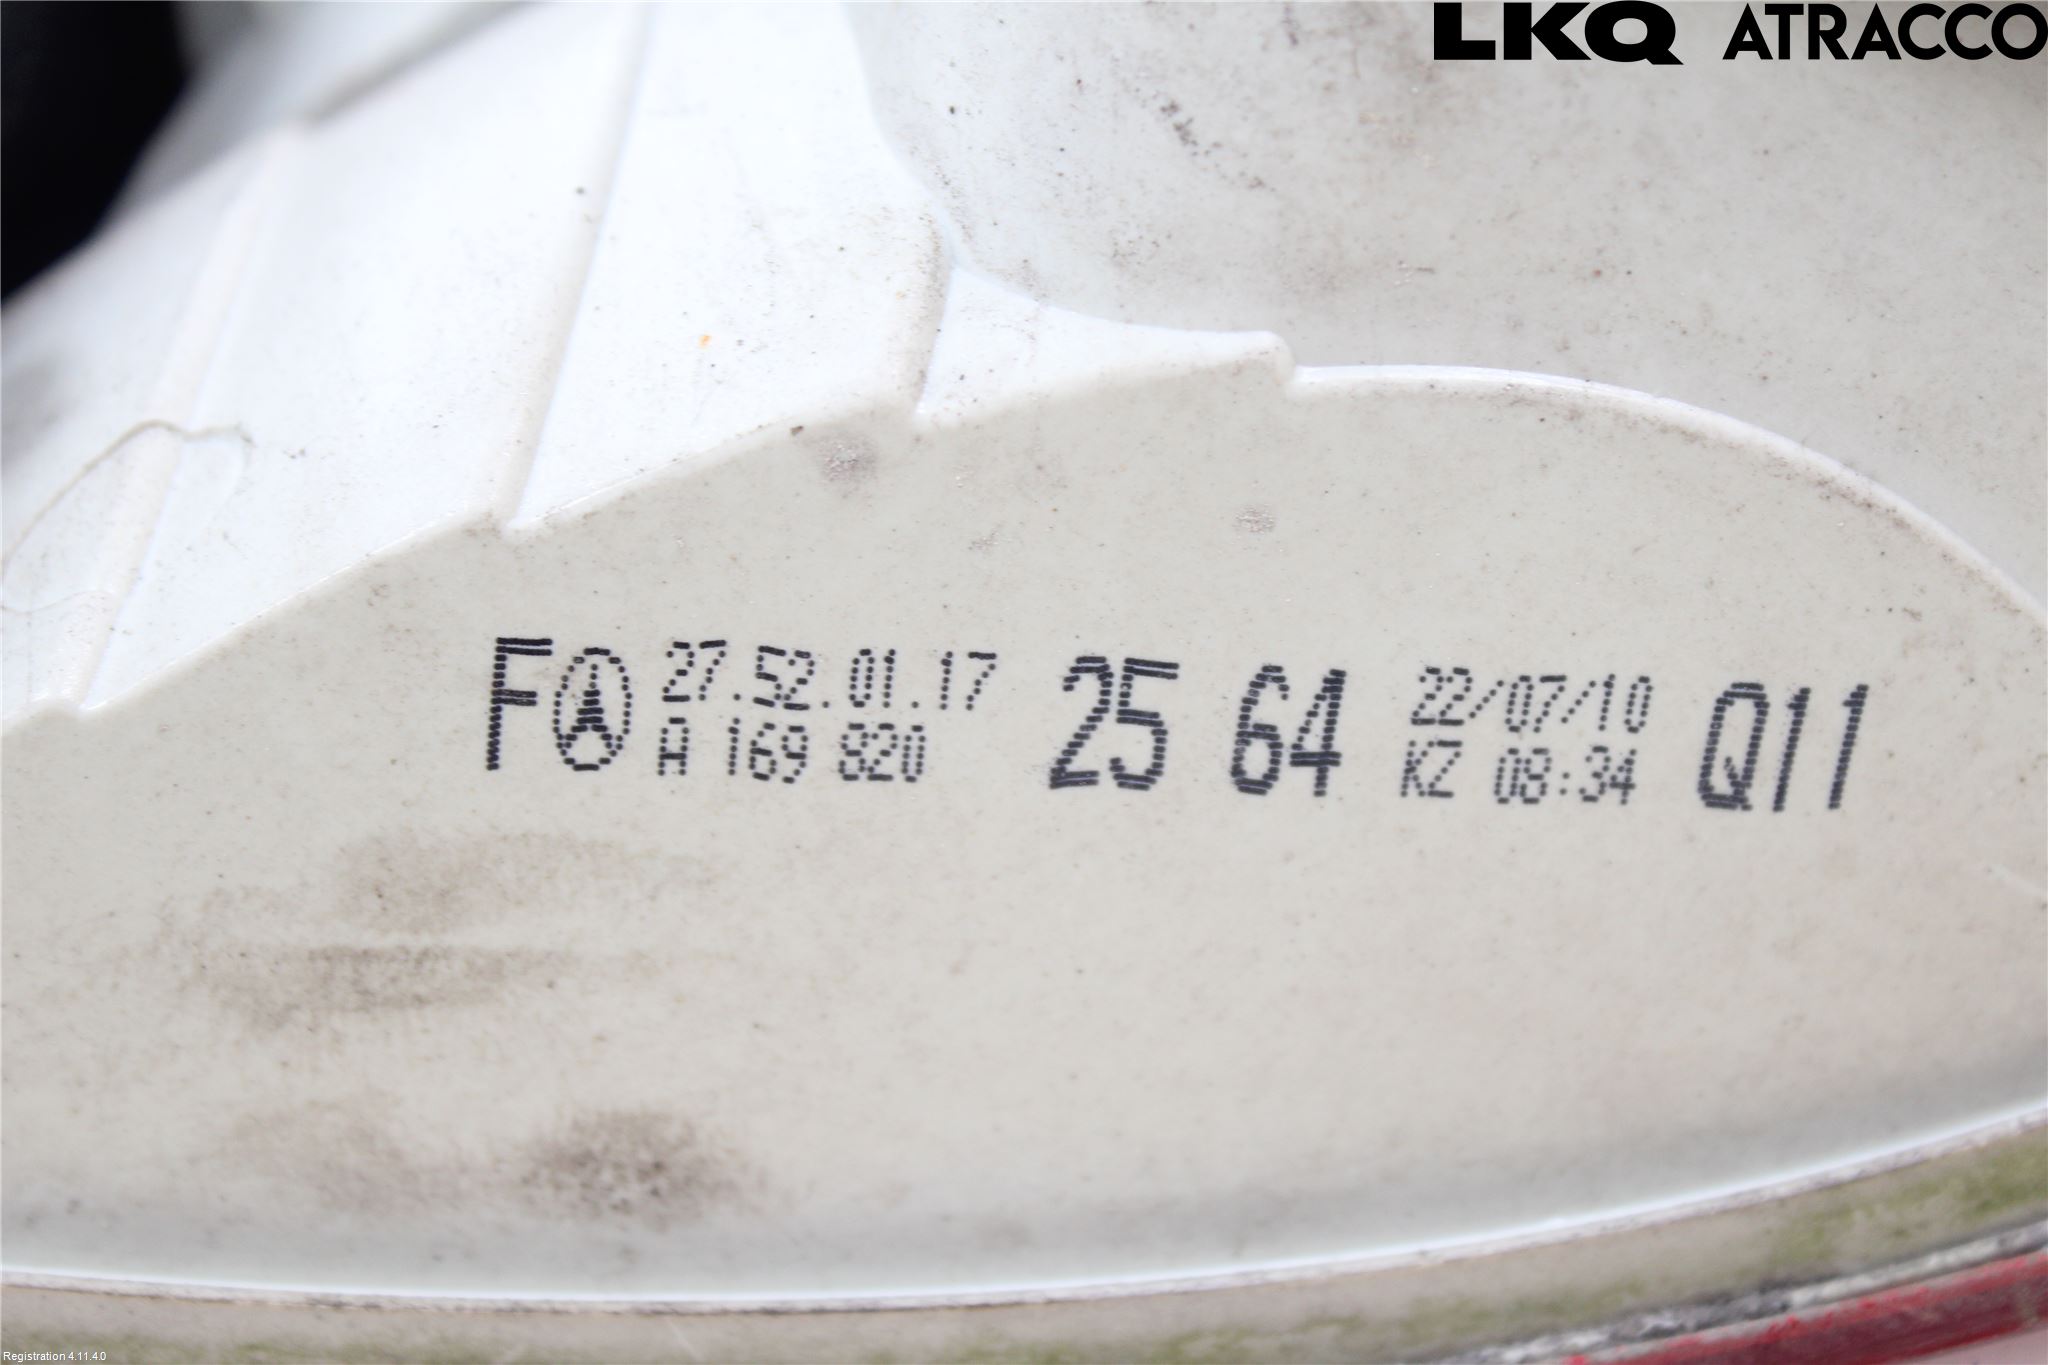 LKQ ATRACCO
F 27.52.01.17 25 64 22/07/10 Q11
A 169 820 KZ 08:34
Registration 4.11.4.0